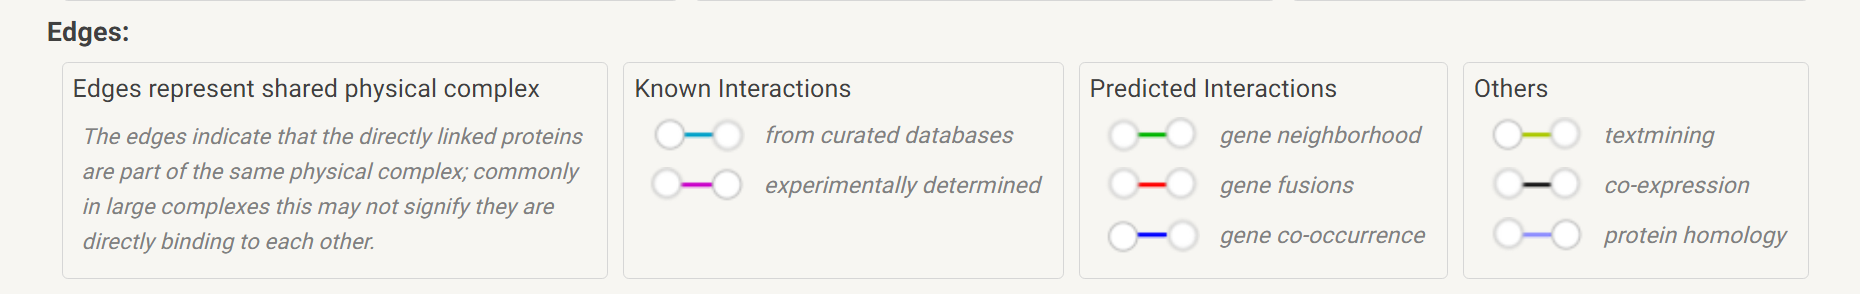 Edges:
Edges represent shared physical complex
The edges indicate that the directly linked proteins
are part of the same physical complex; commonly
in large complexes this may not signify they are
directly binding to each other.
Known Interactions
from curated databases
experimentally determined
Predicted Interactions
gene neighborhood
gene fusions
gene co-occurrence
Others
textmining
co-expression
protein homology